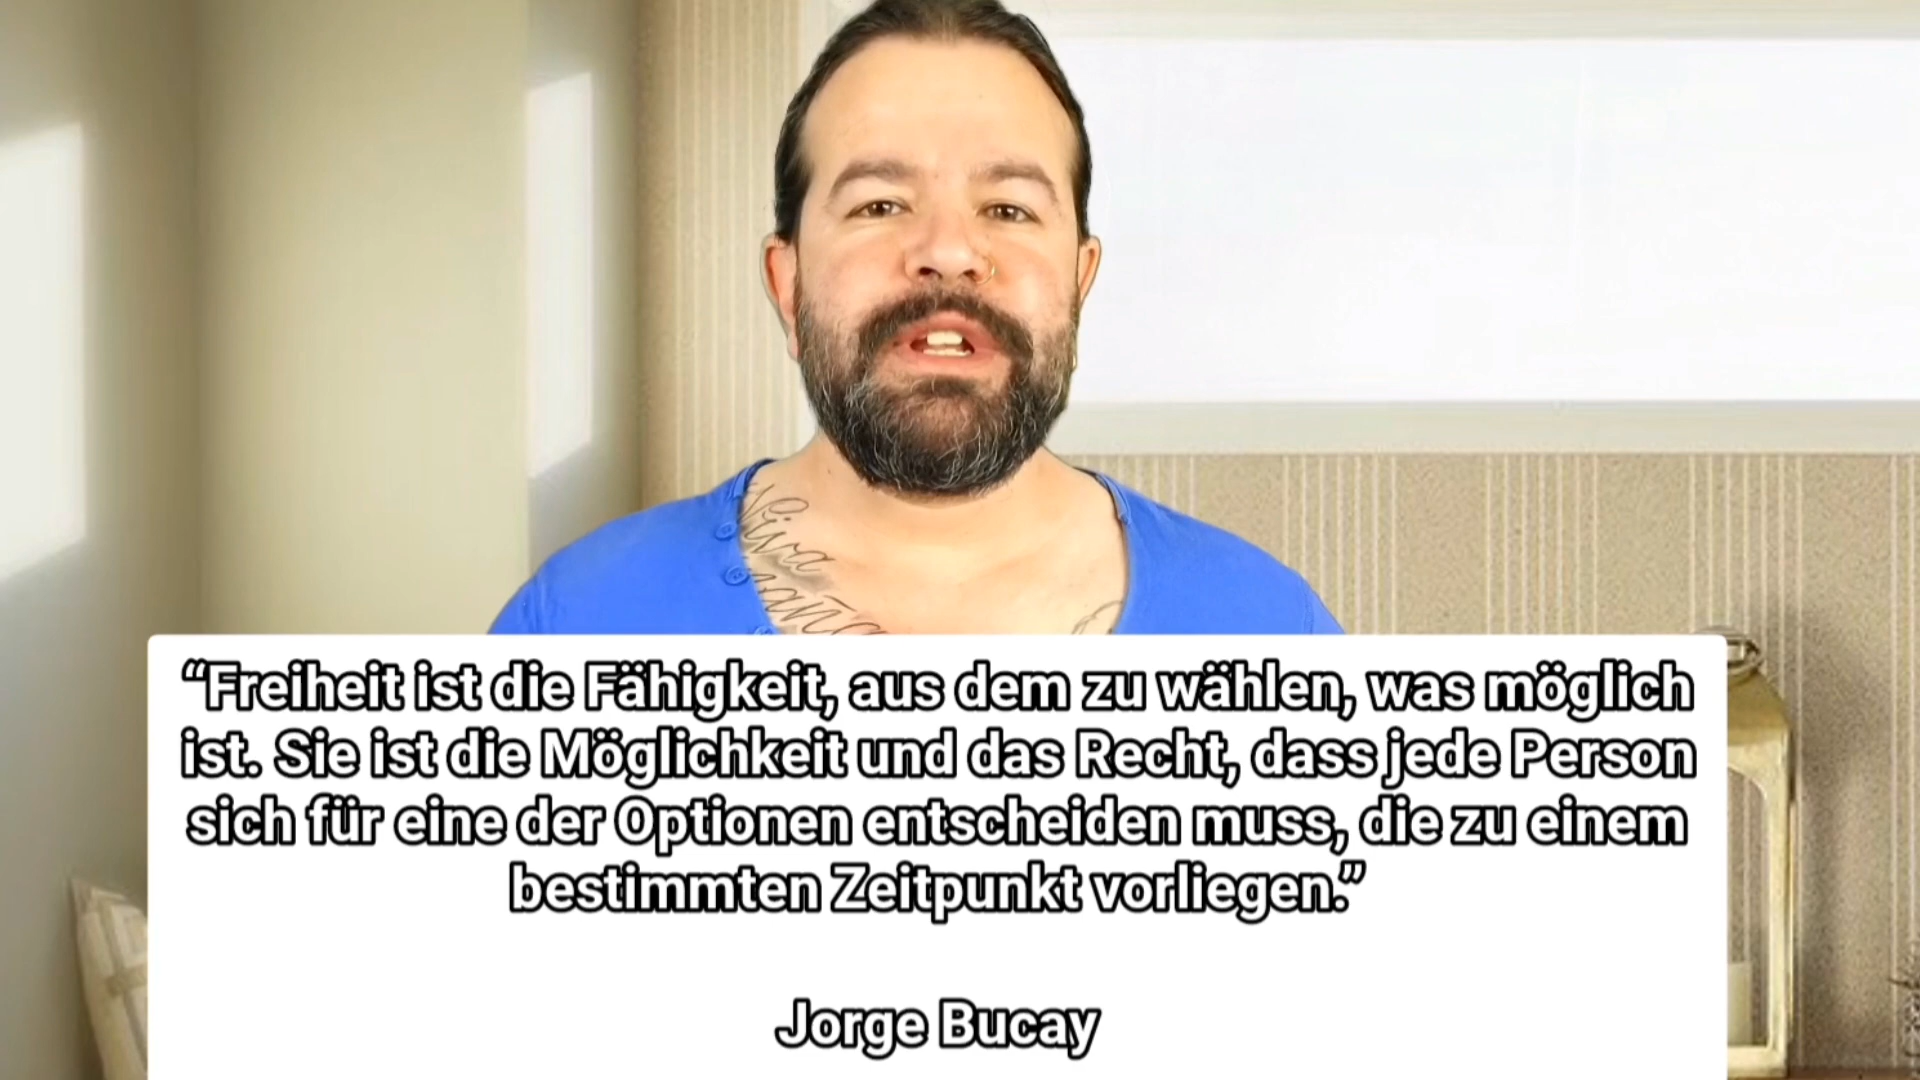 Viva
“Freiheit ist die Fähigkeit, aus dem zu wählen, was möglich
ist. Sie ist die Möglichkeit und das Recht, dass jede Person
sich für eine der Optionen entscheiden muss, die zu einem
bestimmten Zeitpunkt vorliegen.”
Jorge Bucay